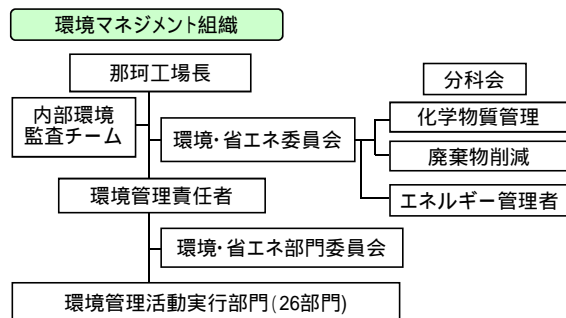 環境マネジメント組織
那珂工場長
分科会
内部環境
監査チーム
環境・省エネ委員会
化学物質管理
廃棄物削減
環境管理責任者
エネルギー管理者
環境・省エネ部門委員会
環境管理活動実行部門(26部門)